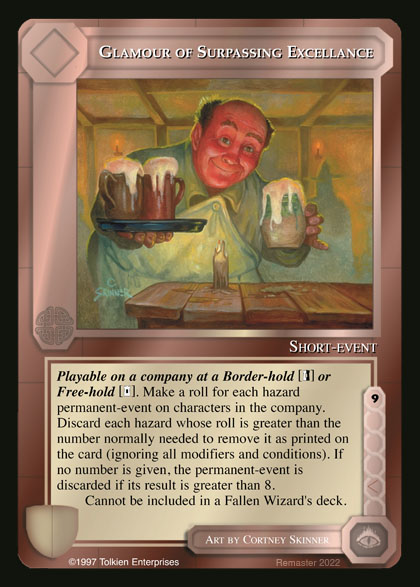 Glamour of Surpassing Excellance
C.
Skinner
Short-event
Playable on a company at a Border-hold [] or
Free-hold []. Make a roll for each hazard
permanent-event on characters in the company.
Discard each hazard whose roll is greater than the
number normally needed to remove it as printed on
the card (ignoring all modifiers and conditions). If
no number is given, the permanent-event is
discarded if its result is greater than 8.
Cannot be included in a Fallen Wizard's deck.
9
Art by Cortney Skinner
©1997 Tolkien Enterprises
Remaster 2022